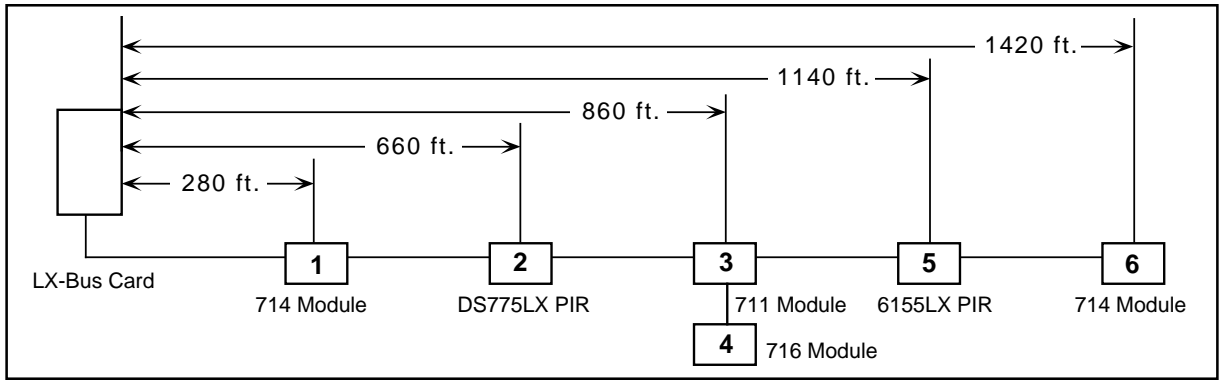 1420 ft.
1140 ft.
860 ft.
660 ft.
280 ft.
LX-Bus Card
1
2
3
5
6
714 Module
DS775LX PIR
711 Module
6155LX PIR
714 Module
4
716 Module